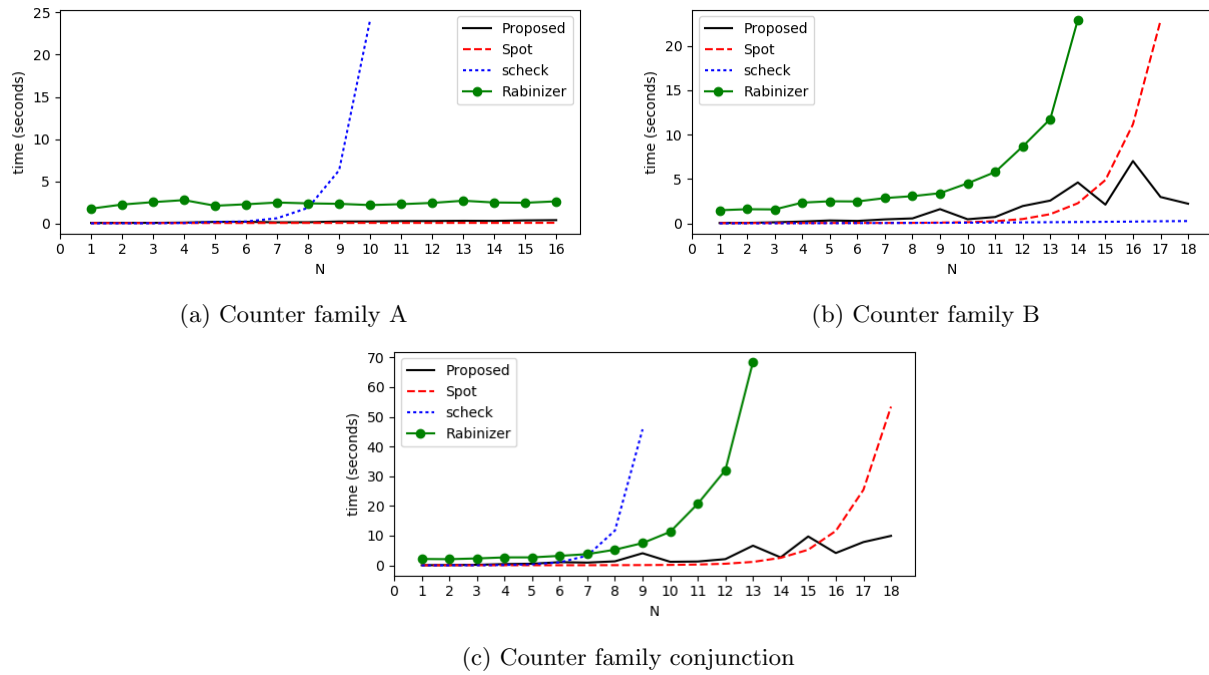 25
20
15
10
5
0
time (seconds)
Proposed
Spot
scheck
Rabinizer
0 1 2 3 4 5 6 7 8 9 10 11 12 13 14 15 16
N
(a) Counter family A
20
15
10
5
0
time (seconds)
Proposed
Spot
scheck
Rabinizer
0 1 2 3 4 5 6 7 8 9 10 11 12 13 14 15 16 17 18
N
(b) Counter family B
70
60
50
40
30
20
10
0
time (seconds)
Proposed
Spot
scheck
Rabinizer
0 1 2 3 4 5 6 7 8 9 10 11 12 13 14 15 16 17 18
N
(c) Counter family conjunction